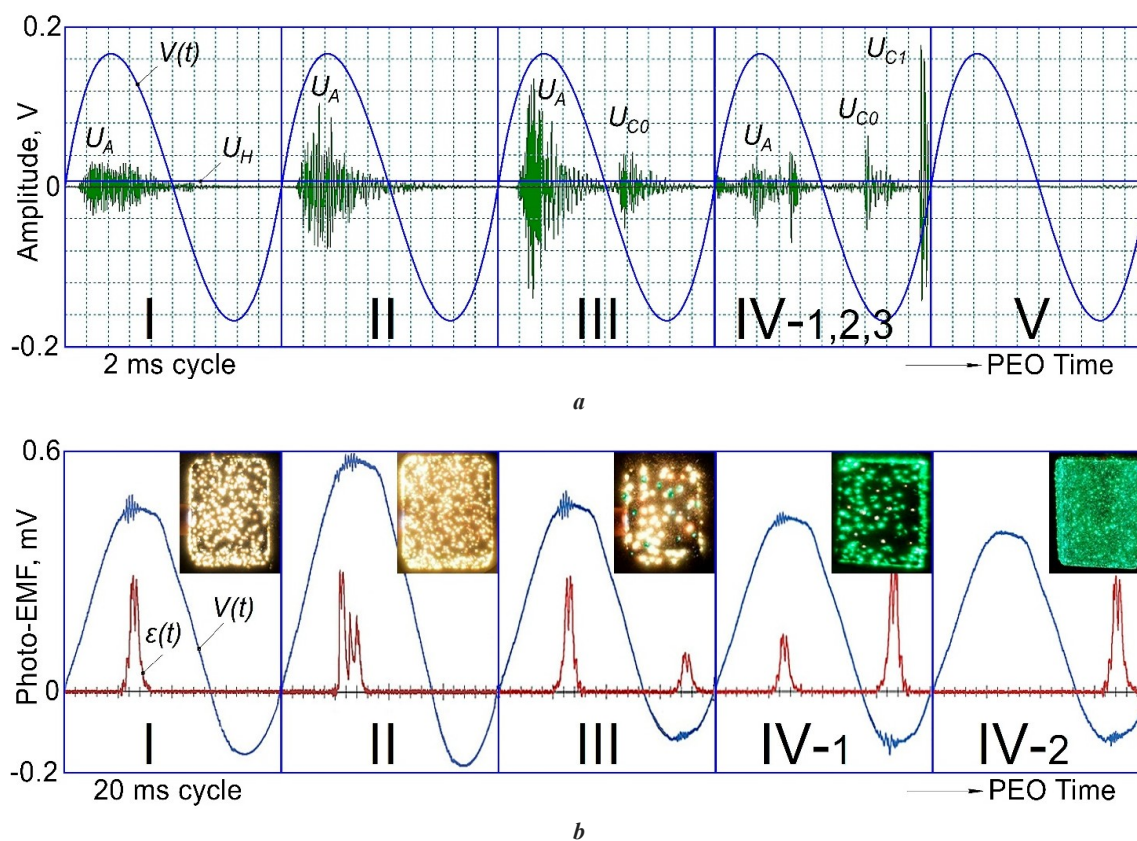 0.2
V(t)
U_A
U_H
U_A
U_A
U_C0
U_A
U_C0
U_C1
Amplitude, V
0
I
II
III
IV-1,2,3
V
-0.2
2 ms cycle
PEO Time
a
0.6
Photo-EMF, mV
ε(t)
V(t)
0
I
II
III
IV-1
IV-2
-0.2
20 ms cycle
PEO Time
b